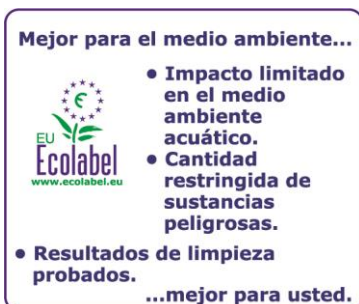 Mejor para el medio ambiente...
• Impacto limitado
en el medio
ambiente
acuático.
• Cantidad
restringida de
sustancias
peligrosas.
EU
Ecolabel
www.ecolabel.eu
• Resultados de limpieza
probados.
...mejor para usted.